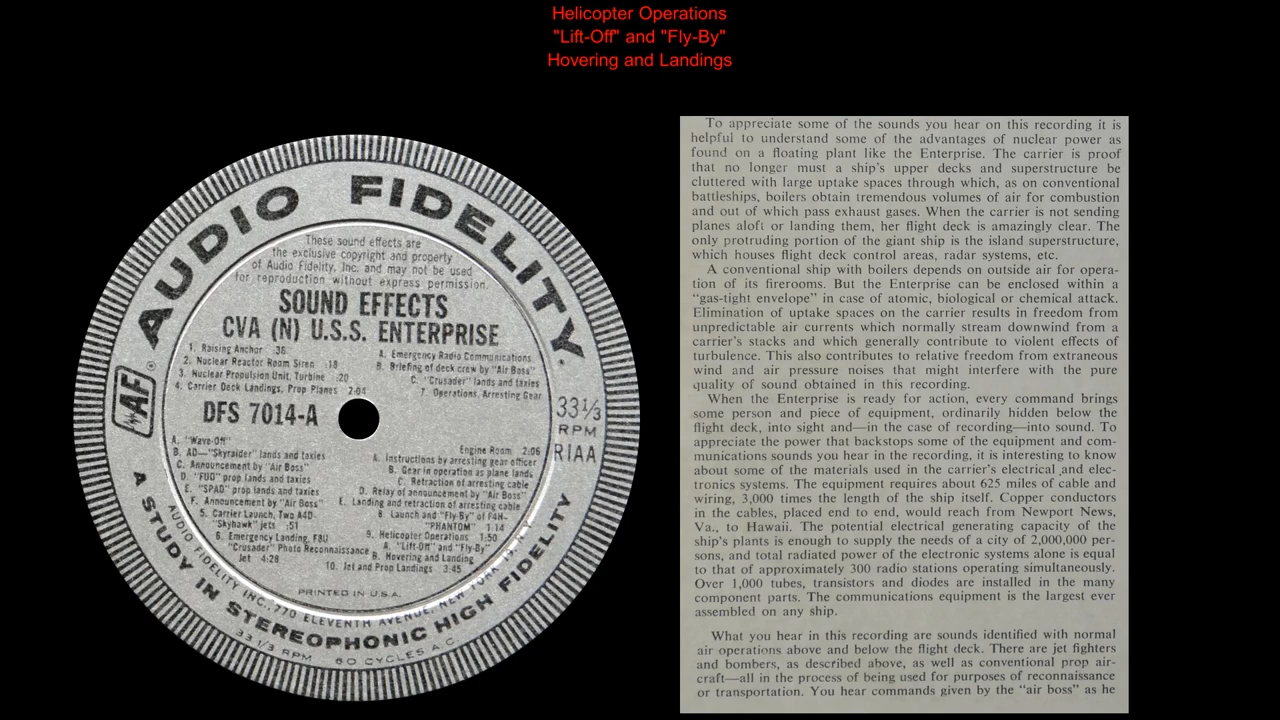 Helicopter Operations
"Lift-Off" and "Fly-By"
Hovering and Landings
AUDIO FIDELITY.
These sound effects are
the exclusive copyright and property
of Audio Fidelity, Inc. and may not be used
for reproduction without express permission.
SOUND EFFECTS
CVA (N) U.S.S. ENTERPRISE
1. Raising Anchor :36
2. Nuclear Reactor Room Siren :18
3. Nuclear Propulsion Unit, Turbine :20
4. Carrier Deck Landings, Prop Planes 2:04
A. Emergency Radio Communications
B. Briefing of deck crew by "Air Boss"
C. "Crusader" lands and taxies
7. Operations, Arresting Gear
AF
DFS 7014-A
33 1/3
RPM
RIAA
A. "Wave-Off"
B. AD—"Skyraider" lands and taxies
C. Announcement by "Air Boss"
D. "FUD" prop lands and taxies
E. "SPAD" prop lands and taxies
F. Announcement by "Air Boss"
5. Carrier Launch, Two A4D-
"Skyhawk" jets :51
6. Emergency Landing, F8U
"Crusader" Photo Reconnaissance
Jet 4:28
Engine Room 2:06
A. Instructions by arresting gear officer
B. Gear in operation as plane lands
C. Retraction of arresting cable
D. Relay of announcement by "Air Boss"
E. Landing and retraction of arresting cable
8. Launch and "Fly-By" of F4H-
"PHANTOM" 1:14
9. Helicopter Operations 1:50
A. "Lift-Off" and "Fly-By"
B. Hovering and Landing
10. Jet and Prop Landings 3:45
PRINTED IN U.S.A.
AUDIO FIDELITY INC., 770 ELEVENTH AVENUE, NEW YORK 19, N.Y.
A STUDY IN STEREOPHONIC HIGH FIDELITY
33 1/3 RPM 60 CYCLES A C
To appreciate some of the sounds you hear on this recording it is
helpful to understand some of the advantages of nuclear power as
found on a floating plant like the Enterprise. The carrier is proof
that no longer must a ship's upper decks and superstructure be
cluttered with large uptake spaces through which, as on conventional
battleships, boilers obtain tremendous volumes of air for combustion
and out of which pass exhaust gases. When the carrier is not sending
planes aloft or landing them, her flight deck is amazingly clear. The
only protruding portion of the giant ship is the island superstructure,
which houses flight deck control areas, radar systems, etc.
A conventional ship with boilers depends on outside air for opera-
tion of its firerooms. But the Enterprise can be enclosed within a
"gas-tight envelope" in case of atomic, biological or chemical attack.
Elimination of uptake spaces on the carrier results in freedom from
unpredictable air currents which normally stream downwind from a
carrier's stacks and which generally contribute to violent effects of
turbulence. This also contributes to relative freedom from extraneous
wind and air pressure noises that might interfere with the pure
quality of sound obtained in this recording.
When the Enterprise is ready for action, every command brings
some person and piece of equipment, ordinarily hidden below the
flight deck, into sight and—in the case of recording—into sound. To
appreciate the power that backstops some of the equipment and com-
munications sounds you hear in the recording, it is interesting to know
about some of the materials used in the carrier's electrical and elec-
tronics systems. The equipment requires about 625 miles of cable and
wiring, 3,000 times the length of the ship itself. Copper conductors
in the cables, placed end to end, would reach from Newport News,
Va., to Hawaii. The potential electrical generating capacity of the
ship's plants is enough to supply the needs of a city of 2,000,000 per-
sons, and total radiated power of the electronic systems alone is equal
to that of approximately 300 radio stations operating simultaneously.
Over 1,000 tubes, transistors and diodes are installed in the many
component parts. The communications equipment is the largest ever
assembled on any ship.
What you hear in this recording are sounds identified with normal
air operations above and below the flight deck. There are jet fighters
and bombers, as described above, as well as conventional prop air-
craft—all in the process of being used for purposes of reconnaissance
or transportation. You hear commands given by the "air boss" as he